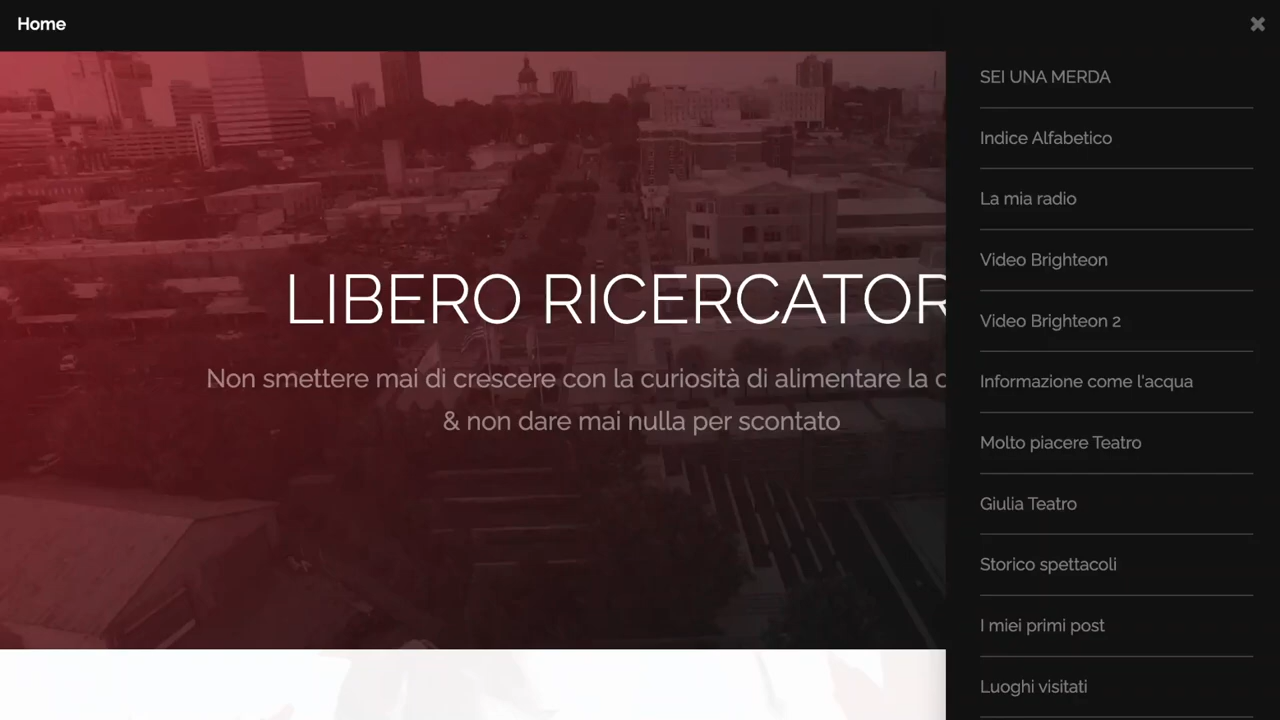 Home
LIBERO RICERCATOR
Non smettere mai di crescere con la curiosità di alimentare la
& non dare mai nulla per scontato
SEI UNA MERDA
Indice Alfabetico
La mia radio
Video Brighteon
Video Brighteon 2
Informazione come l'acqua
Molto piacere Teatro
Giulia Teatro
Storico spettacoli
I miei primi post
Luoghi visitati